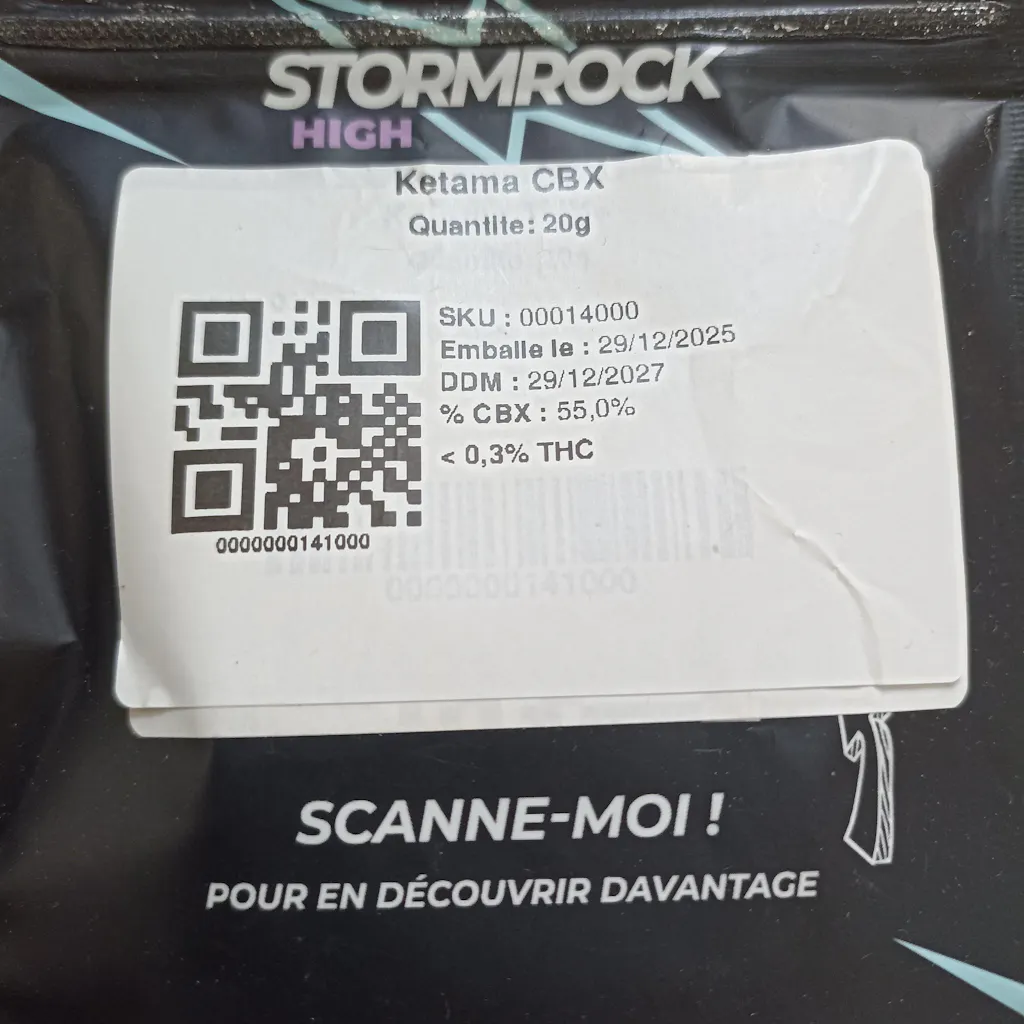 STORMROCK
HIGH
Ketama CBX
Quantite: 20g
SKU : 00014000
Emballe le : 29/12/2025
DDM : 29/12/2027
% CBX : 55,0%
< 0,3% THC
0000000141000
0000000141000
SCANNE-MOI !
POUR EN DÉCOUVRIR DAVANTAGE